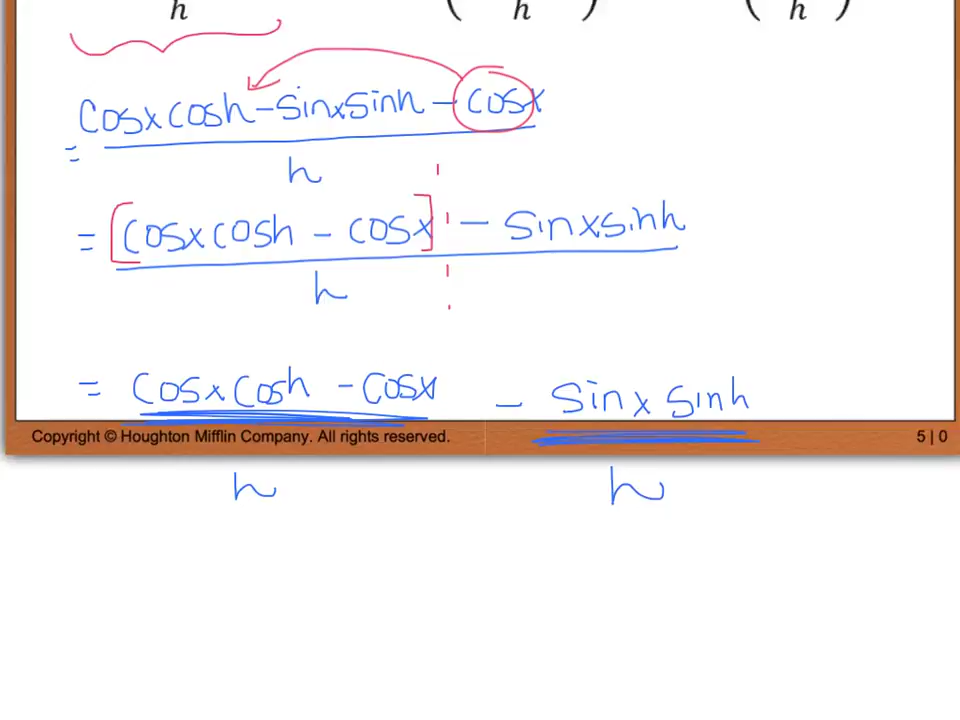 h ( h ) ( h )
cosx cosh - sinx sinh - cosx
=
h
= [cosx cosh - cosx] - sinx sinh
h
= cosx cosh - cosx - sinx sinh
Copyright © Houghton Mifflin Company. All rights reserved. 5 | 0
h h